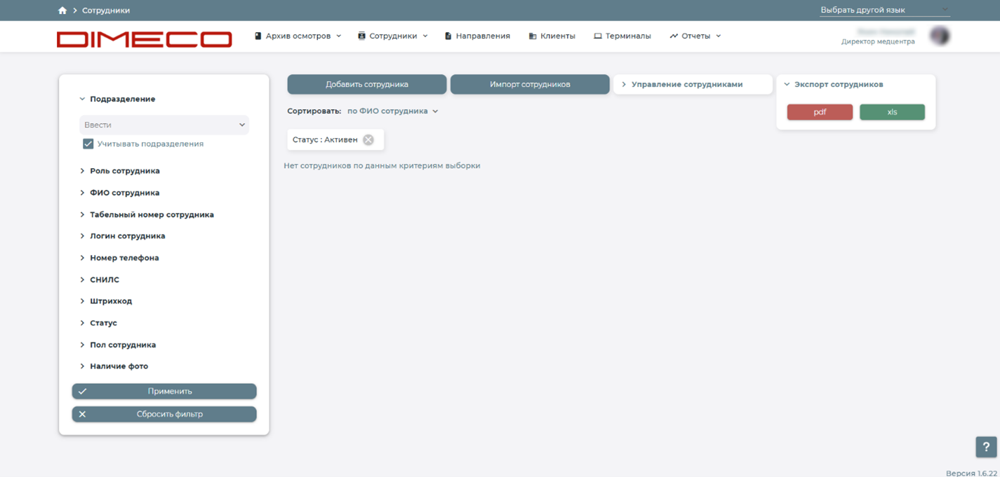 Сотрудники
Выбрать другой язык
DIMECO
Архив осмотров
Сотрудники
Направления
Клиенты
Терминалы
Отчеты
Директор медцентра
Подразделение
Ввести
Учитывать подразделения
Роль сотрудника
ФИО сотрудника
Табельный номер сотрудника
Логин сотрудника
Номер телефона
СНИЛС
Штрихкод
Статус
Пол сотрудника
Наличие фото
Применить
Сбросить фильтр
Добавить сотрудника
Импорт сотрудников
Управление сотрудниками
Экспорт сотрудников
pdf
xls
Сортировать: по ФИО сотрудника
Статус : Активен
Нет сотрудников по данным критериям выборки
?
Версия 1.6.22